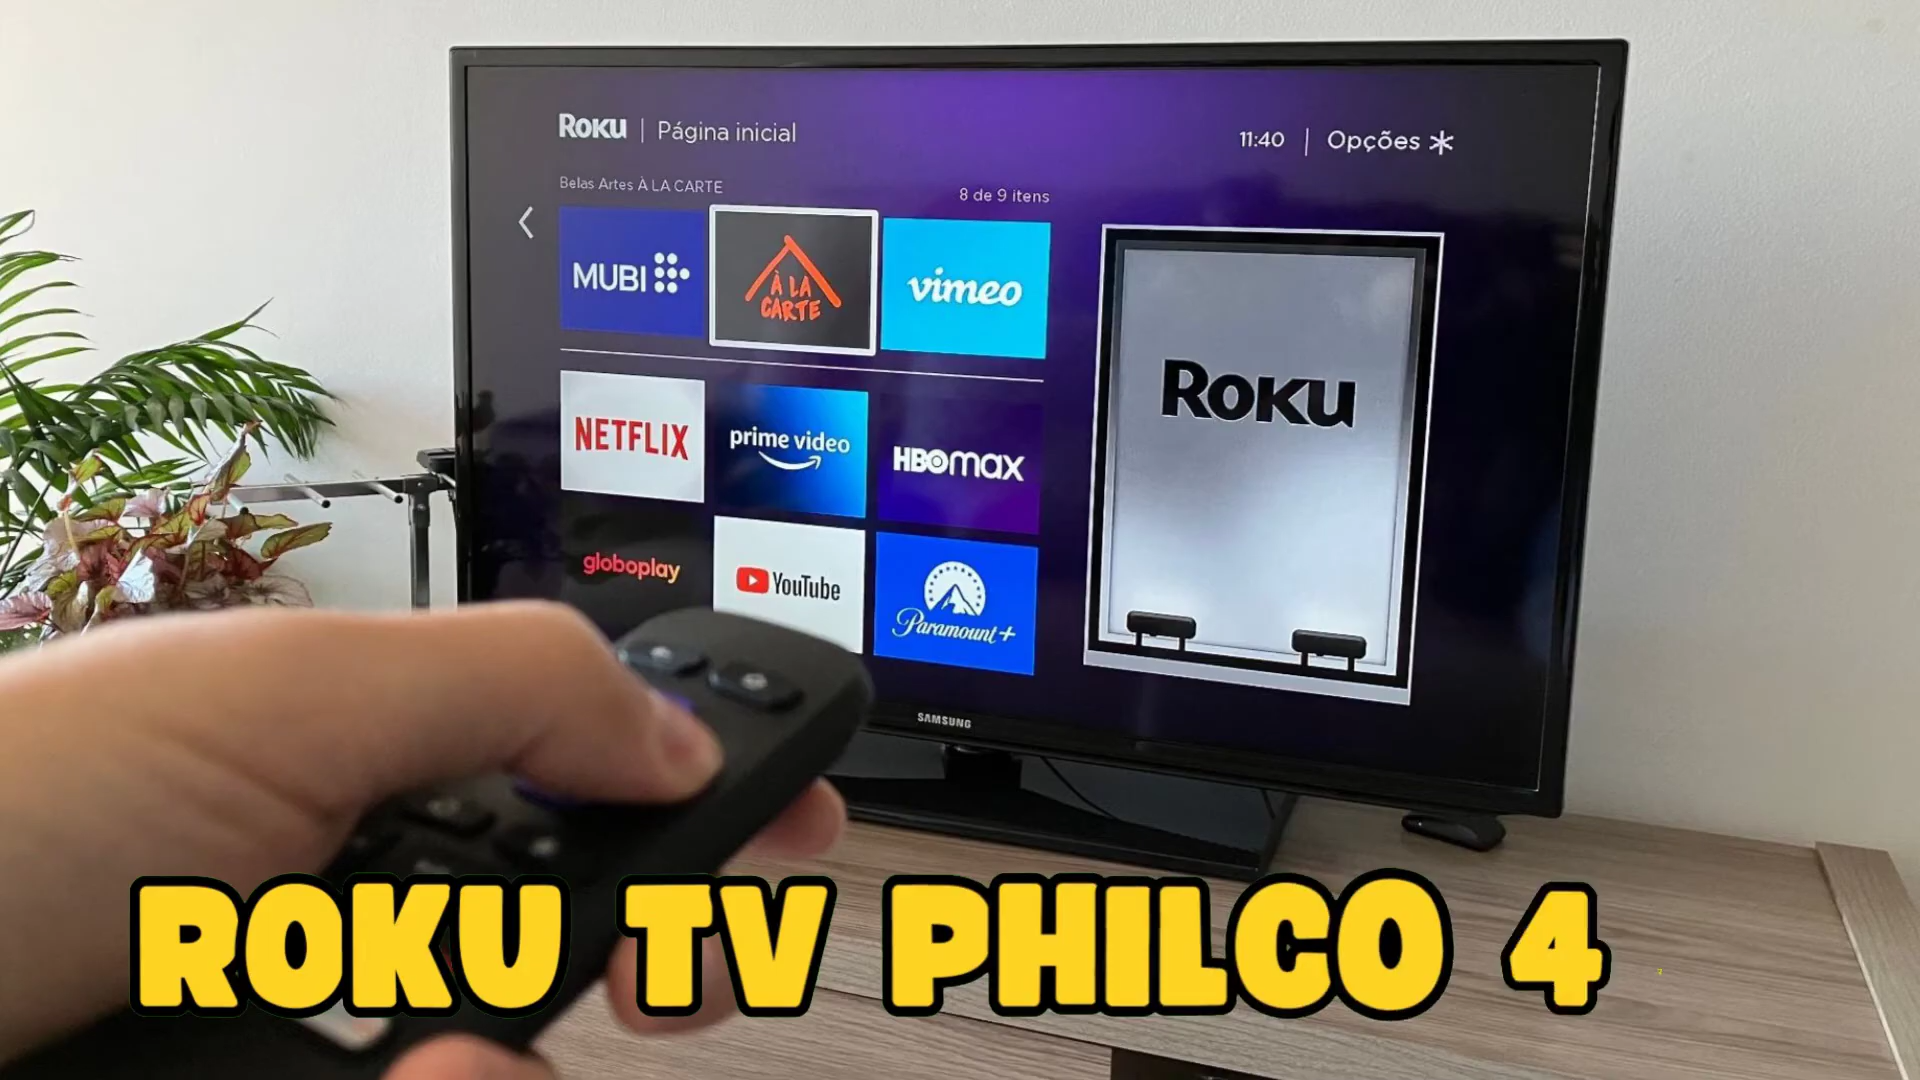 Roku | Página inicial
11:40 | Opções
Belas Artes À LA CARTE
8 de 9 itens
MUBI
À LA
CARTE
vimeo
Roku
NETFLIX
prime video
HBOmax
globoplay
YouTube
Paramount+
SAMSUNG
ROKU TV PHILCO 4